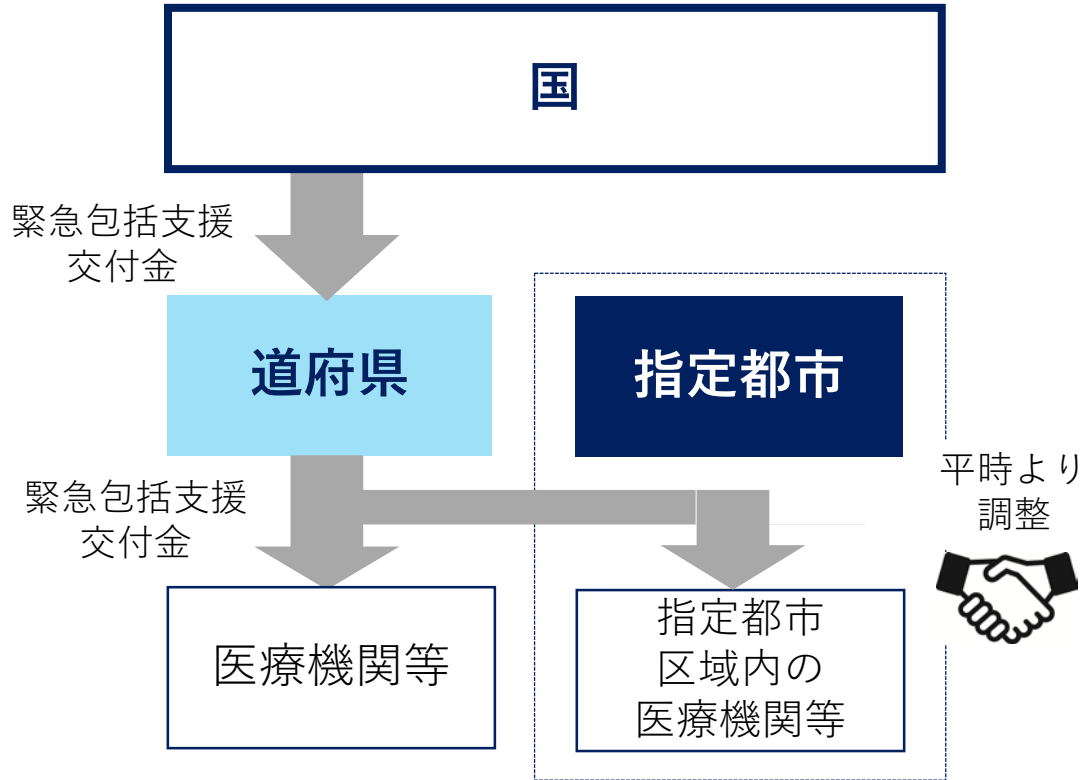 国
緊急包括支援
交付金
道府県
指定都市
緊急包括支援
交付金
平時より
調整
医療機関等
指定都市
区域内の
医療機関等